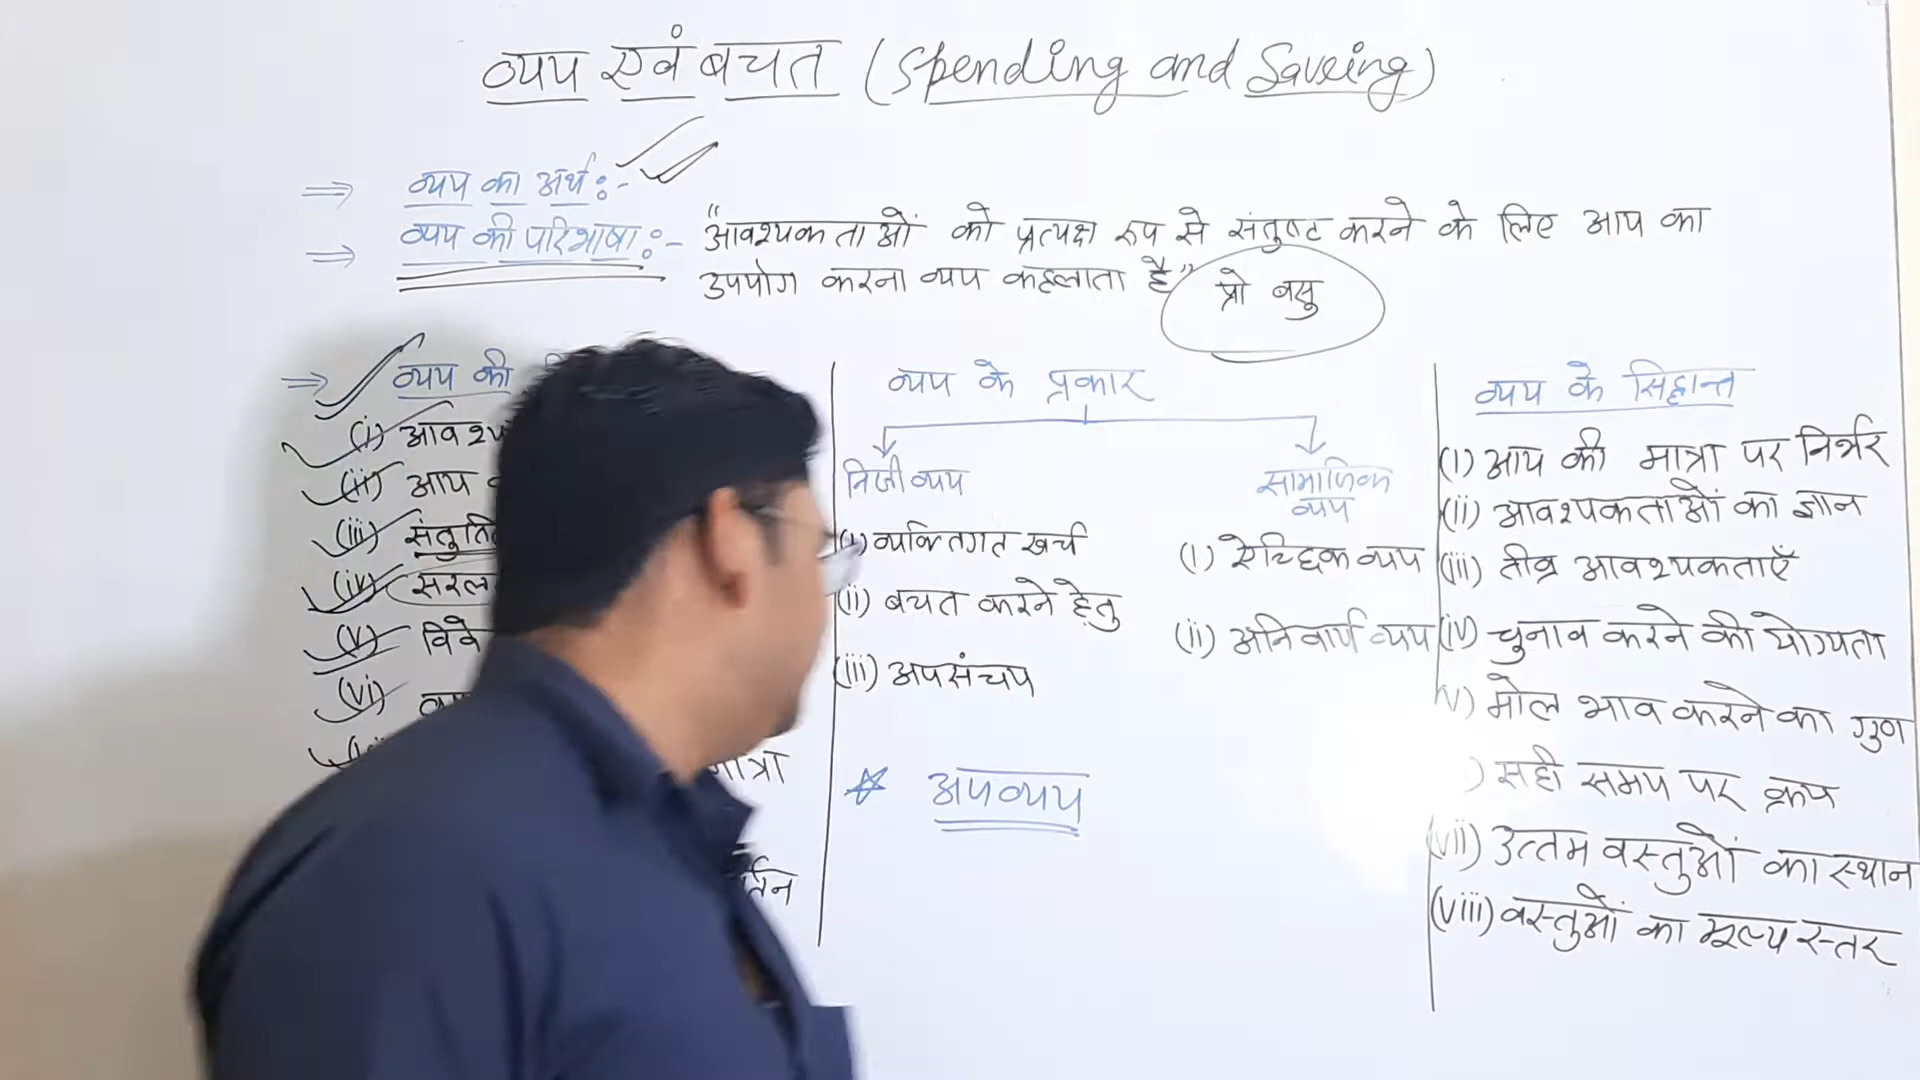 व्यय एवं बचत (Spending and Saveing)
⇒ व्यय का अर्थ :-
⇒ व्यय की परिभाषा :- "आवश्यकताओं को प्रत्यक्ष रूप से संतुष्ट करने के लिए आय का
उपयोग करना व्यय कहलाता है" प्रो बसु
⇒ व्यय की
(i)
(ii) आय
(iii)
(iv) सरल
(v)
(vi)
मात्रा
व्यय के प्रकार
निजी व्यय
(i) व्यक्तिगत खर्च
(ii) बचत करने हेतु
(iii) अपसंचय
सामाजिक
व्यय
(i) ऐच्छिक व्यय
(ii) अनिवार्य व्यय
☆ अपव्यय
व्यय के सिद्धान्त
(i) आय की मात्रा पर निर्भर
(ii) आवश्यकताओं का ज्ञान
(iii) तीव्र आवश्यकताएँ
(iv) चुनाव करने की योग्यता
v) मोल भाव करने का गुण
) सही समय पर क्रय
(vii) उत्तम वस्तुओं का स्थान
(viii) वस्तुओं का मूल्य स्तर